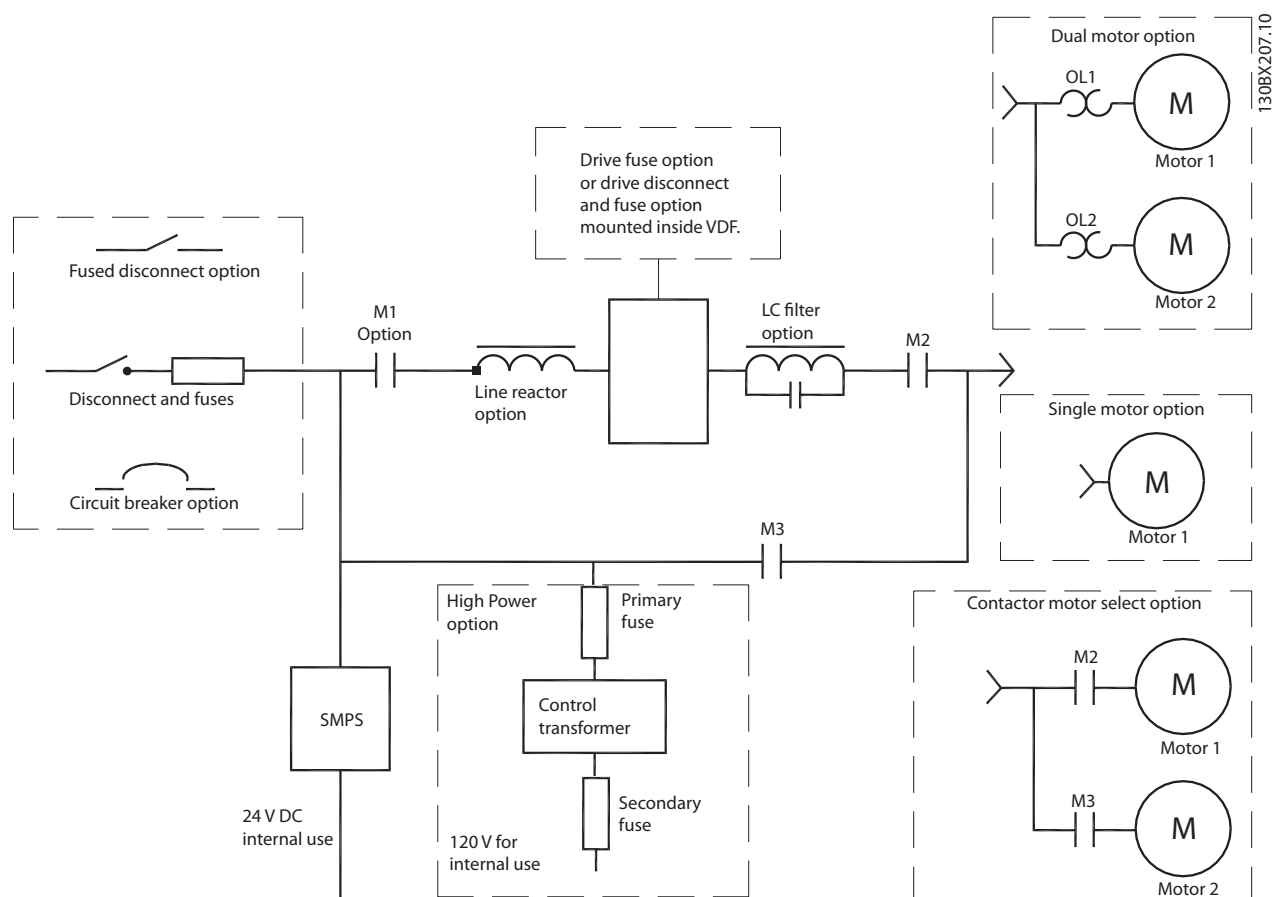 Dual motor option
130BX207.10
OL1
M
Motor 1
OL2
M
Motor 2
Drive fuse option
or drive disconnect
and fuse option
mounted inside VDF.
Fused disconnect option
Disconnect and fuses
Circuit breaker option
M1
Option
Line reactor
option
LC filter
option
M2
Single motor option
M
Motor 1
M3
High Power
option
Primary
fuse
Control
transformer
Secondary
fuse
120 V for
internal use
SMPS
24 V DC
internal use
Contactor motor select option
M2
M
Motor 1
M3
M
Motor 2